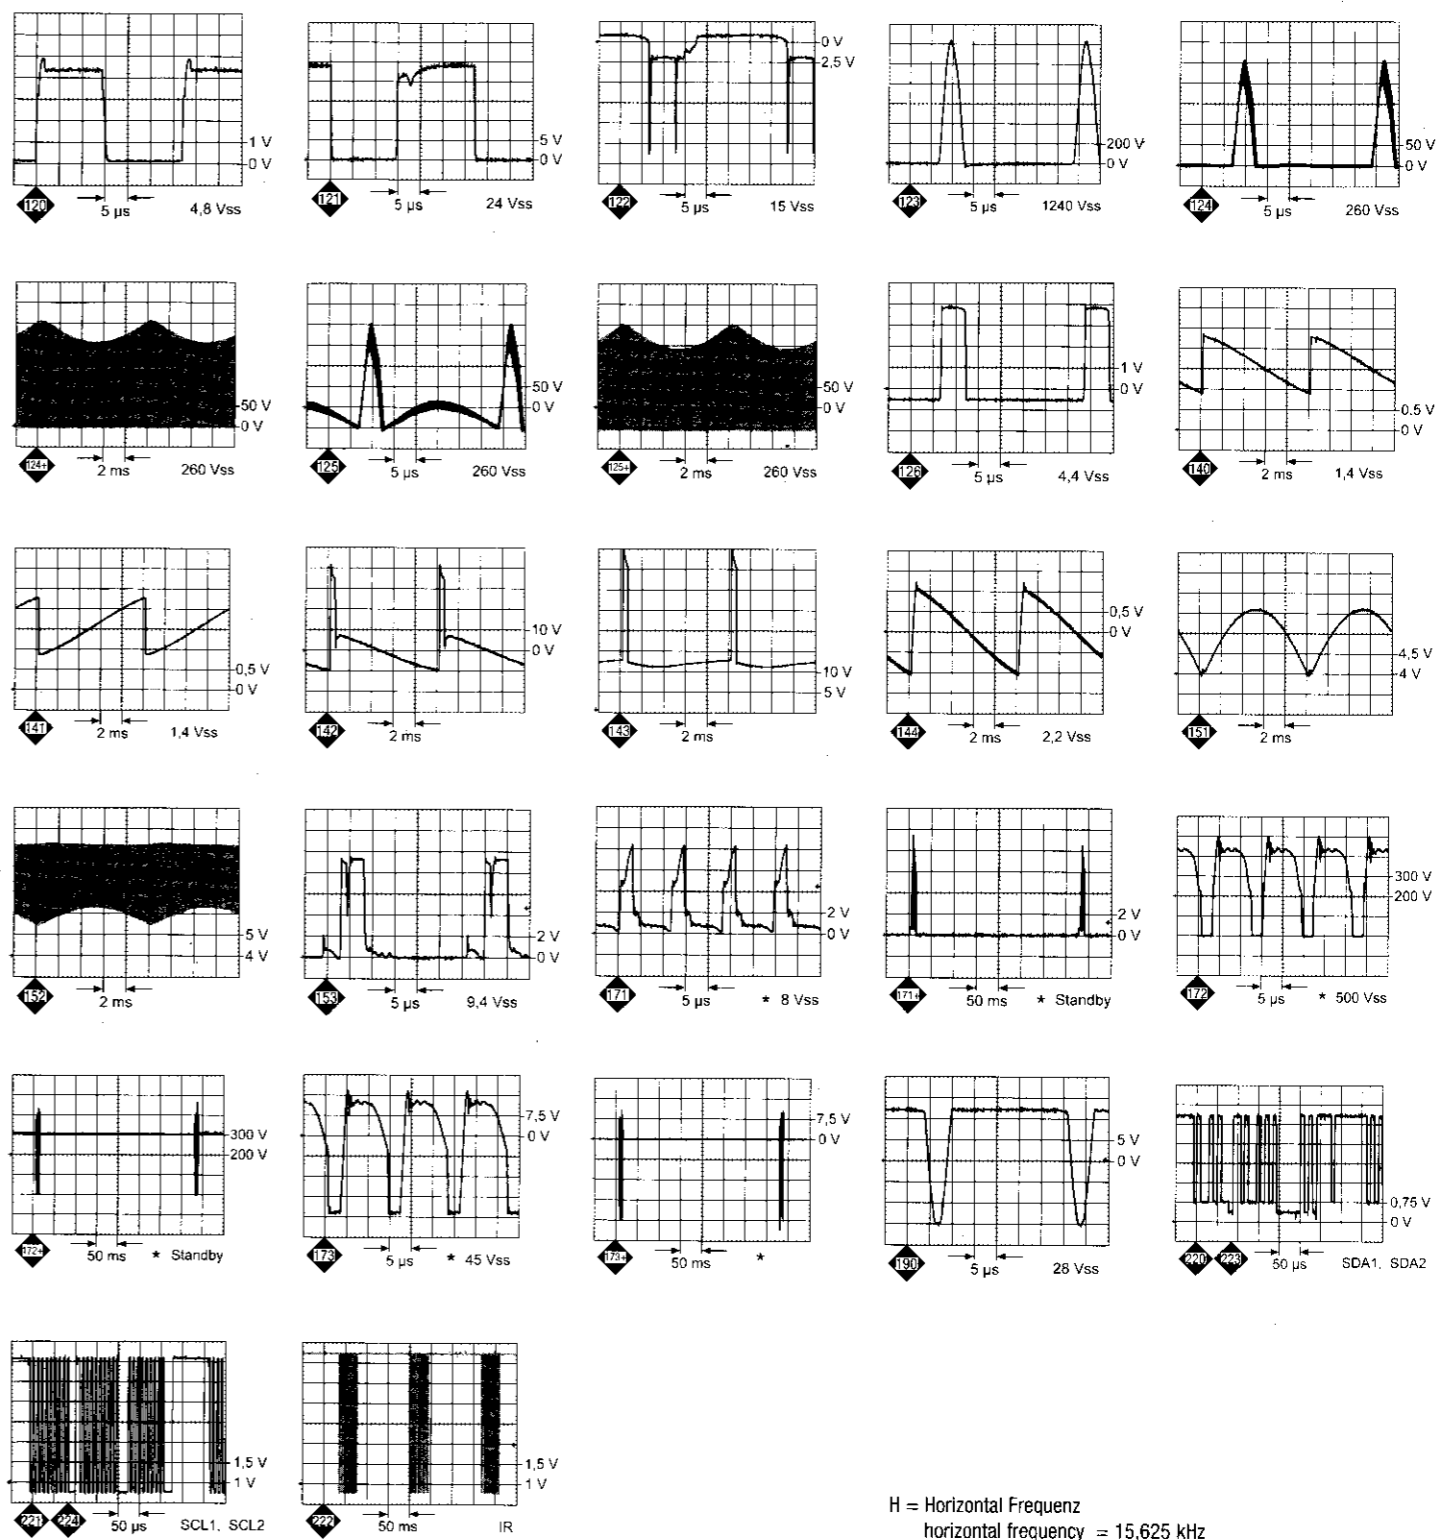 1 V
0 V
120 5 µs 4,8 Vss
5 V
0 V
121 5 µs 24 Vss
0 V
2,5 V
122 5 µs 15 Vss
200 V
0 V
123 5 µs 1240 Vss
50 V
0 V
124 5 µs 260 Vss
50 V
0 V
124+ 2 ms 260 Vss
50 V
0 V
125 5 µs 260 Vss
50 V
0 V
125+ 2 ms 260 Vss
1 V
0 V
126 5 µs 4,4 Vss
0,5 V
0 V
140 2 ms 1,4 Vss
0,5 V
0 V
141 2 ms 1,4 Vss
10 V
0 V
142 2 ms
10 V
5 V
143 2 ms
0,5 V
0 V
144 2 ms 2,2 Vss
4,5 V
4 V
151 2 ms
5 V
4 V
152 2 ms
2 V
0 V
153 5 µs 9,4 Vss
2 V
0 V
171 5 µs * 8 Vss
2 V
0 V
171+ 50 ms * Standby
300 V
200 V
172 5 µs * 500 Vss
300 V
200 V
172+ 50 ms * Standby
7,5 V
0 V
173 5 µs * 45 Vss
7,5 V
0 V
173+ 50 ms *
5 V
0 V
190 5 µs 28 Vss
0,75 V
0 V
220 223 50 µs SDA1, SDA2
1,5 V
1 V
221 224 50 µs SCL1, SCL2
1,5 V
1 V
222 50 ms IR
H = Horizontal Frequenz
horizontal frequency = 15,625 kHz